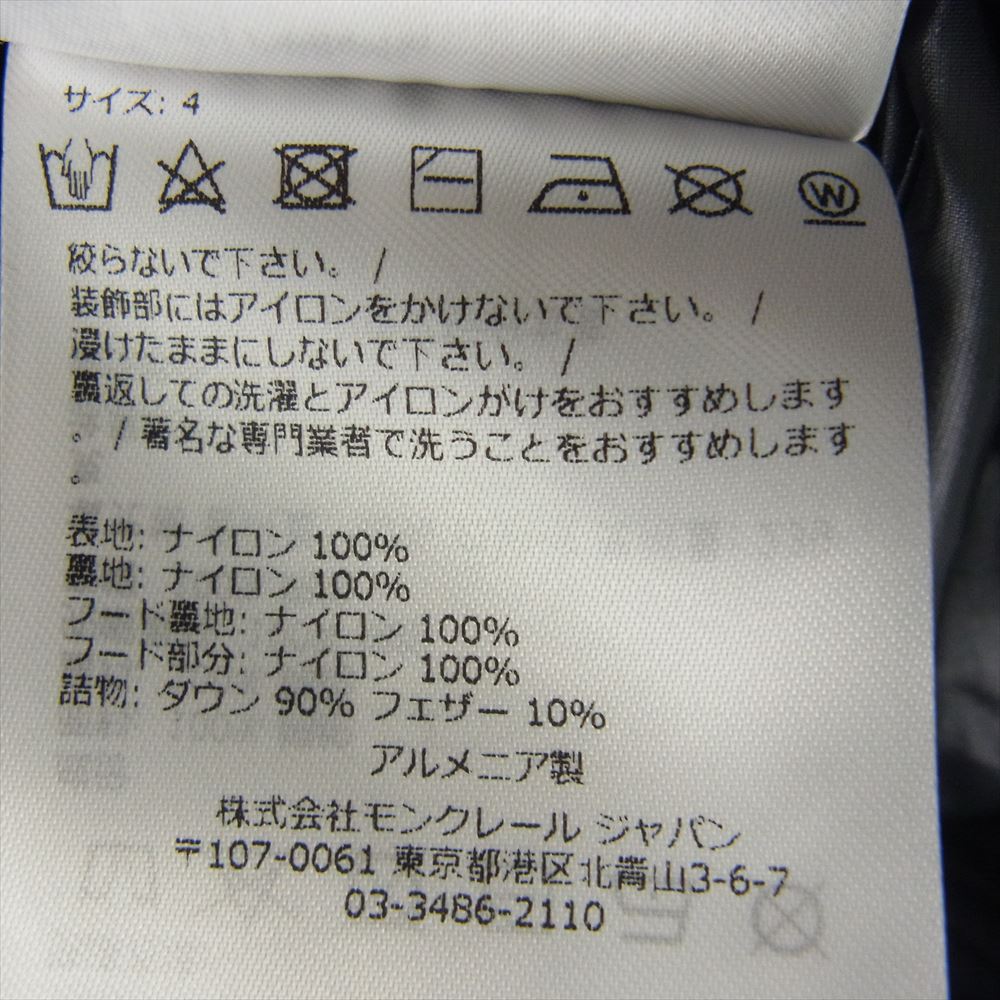 サイズ: 4
W
絞らないで下さい。 /
装飾部にはアイロンをかけないで下さい。 /
浸けたままにしないで下さい。 /
裏返しての洗濯とアイロンがけをおすすめします
。 / 著名な専門業者で洗うことをおすすめします
。
表地: ナイロン 100%
裏地: ナイロン 100%
フード裏地: ナイロン 100%
フード部分: ナイロン 100%
詰物: ダウン 90% フェザー 10%
アルメニア製
株式会社モンクレール ジャパン
〒107-0061 東京都港区北青山3-6-7
03-3486-2110